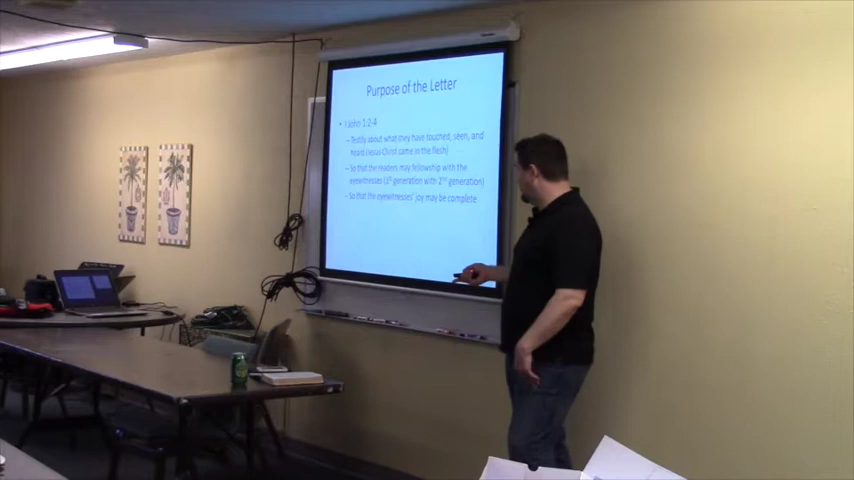 Purpose of the Letter
• I John 1:2-4
– Testify about what they have touched, seen, and
heard (Jesus Christ came in the flesh)
– So that the readers may fellowship with the
eyewitnesses (1st generation with 2nd generation)
– So that the eyewitnesses' joy may be complete